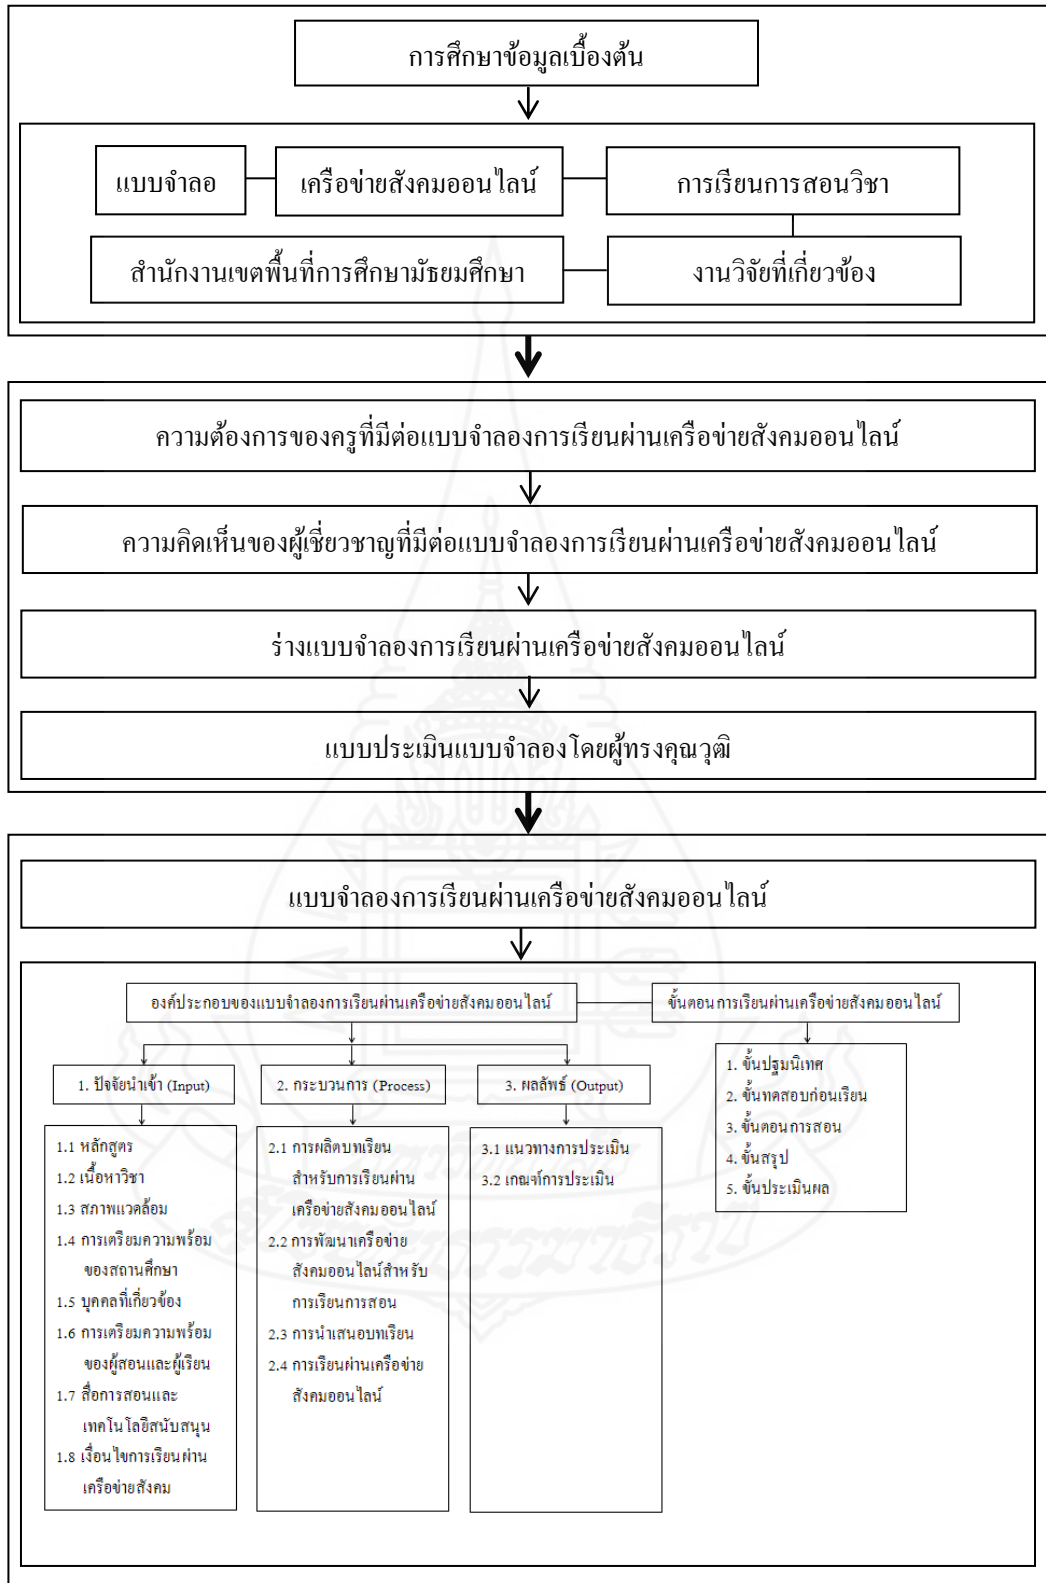 การศึกษาข้อมูลเบื้องต้น
แบบจำลอ
เครือข่ายสังคมออนไลน์
การเรียนการสอนวิชา
สำนักงานเขตพื้นที่การศึกษามัธยมศึกษา
งานวิจัยที่เกี่ยวข้อง
ความต้องการของครูที่มีต่อแบบจำลองการเรียนผ่านเครือข่ายสังคมออนไลน์
ความคิดเห็นของผู้เชี่ยวชาญที่มีต่อแบบจำลองการเรียนผ่านเครือข่ายสังคมออนไลน์
ร่างแบบจำลองการเรียนผ่านเครือข่ายสังคมออนไลน์
แบบประเมินแบบจำลองโดยผู้ทรงคุณวุฒิ
แบบจำลองการเรียนผ่านเครือข่ายสังคมออนไลน์
องค์ประกอบของแบบจำลองการเรียนผ่านเครือข่ายสังคมออนไลน์
ขั้นตอนการเรียนผ่านเครือข่ายสังคมออนไลน์
1. ปัจจัยนำเข้า (Input)
1.1 หลักสูตร
1.2 เนื้อหาวิชา
1.3 สภาพแวดล้อม
1.4 การเตรียมความพร้อม
ของสถานศึกษา
1.5 บุคคลที่เกี่ยวข้อง
1.6 การเตรียมความพร้อม
ของผู้สอนและผู้เรียน
1.7 สื่อการสอนและ
เทคโนโลยีสนับสนุน
1.8 เงื่อนไขการเรียนผ่าน
เครือข่ายสังคม
2. กระบวนการ (Process)
2.1 การผลิตบทเรียน
สำหรับการเรียนผ่าน
เครือข่ายสังคมออนไลน์
2.2 การพัฒนาเครือข่าย
สังคมออนไลน์สำหรับ
การเรียนการสอน
2.3 การนำเสนอบทเรียน
2.4 การเรียนผ่านเครือข่าย
สังคมออนไลน์
3. ผลลัพธ์ (Output)
3.1 แนวทางการประเมิน
3.2 เกณฑ์การประเมิน
1. ขั้นปฐมนิเทศ
2. ขั้นทดสอบก่อนเรียน
3. ขั้นตอนการสอน
4. ขั้นสรุป
5. ขั้นประเมินผล